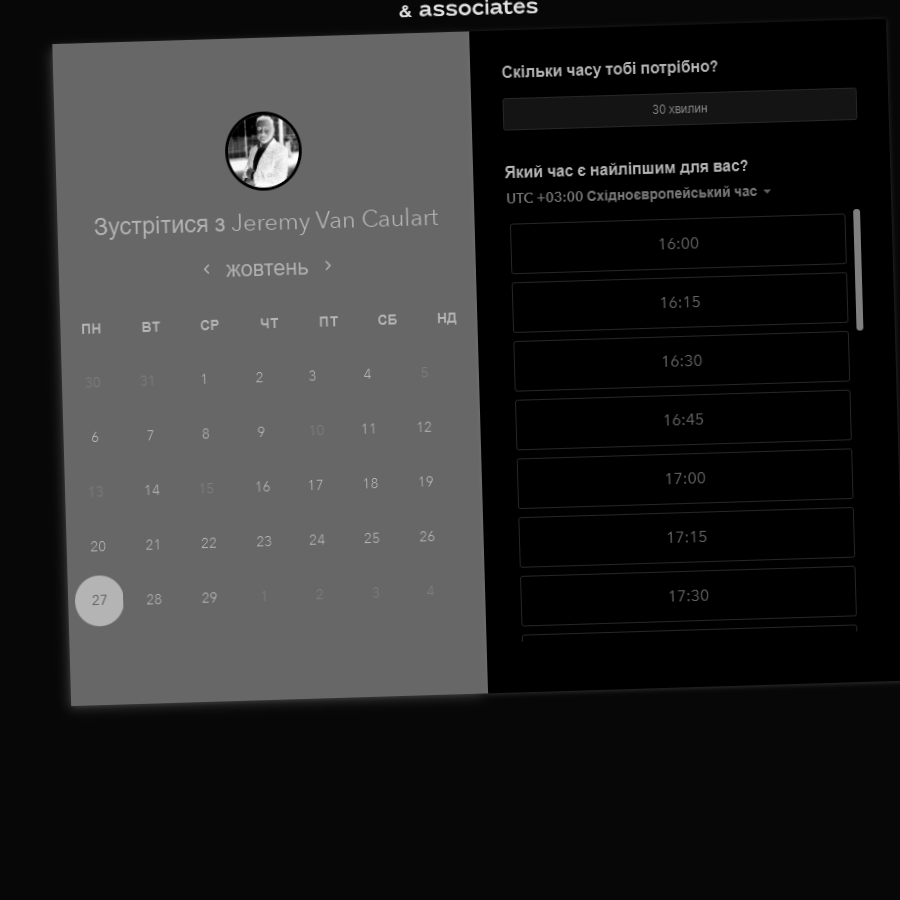 & associates
Зустрітися з Jeremy Van Caulart
жовтень
ПН ВТ СР ЧТ ПТ СБ НД
30 31 1 2 3 4 5
6 7 8 9 10 11 12
13 14 15 16 17 18 19
20 21 22 23 24 25 26
27 28 29 1 2 3 4
Скільки часу тобі потрібно?
30 хвилин
Який час є найліпшим для вас?
UTC +03:00 Східноєвропейський час
16:00
16:15
16:30
16:45
17:00
17:15
17:30